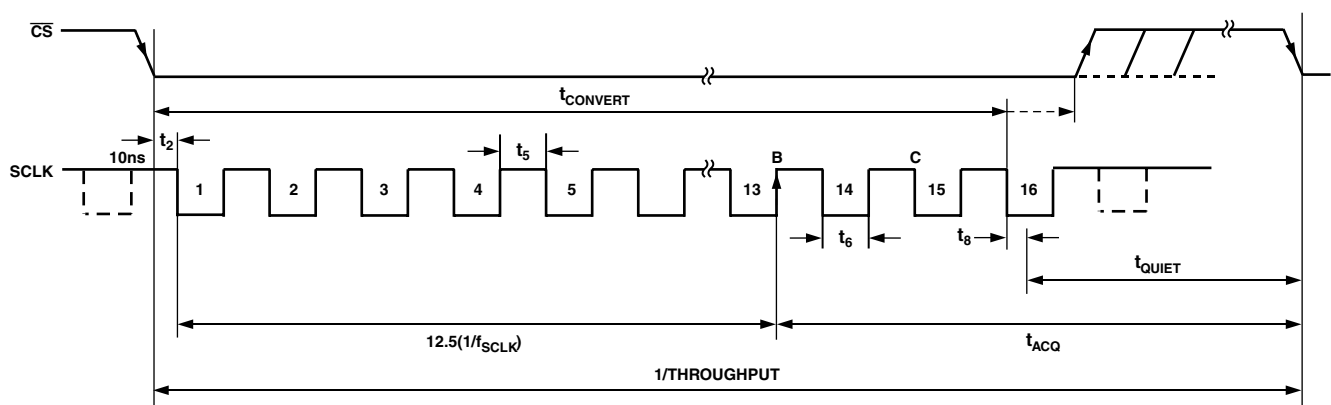 CS
tCONVERT
t2
10ns
t5
B
C
SCLK
1
2
3
4
5
13
14
15
16
t6
t8
tQUIET
12.5(1/fSCLK)
tACQ
1/THROUGHPUT